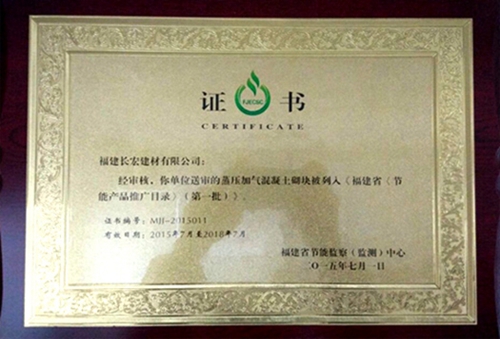 证 书
CERTIFICATE
福建长宏建材有限公司：
经审核，你单位送审的蒸压加气混凝土砌块被列入《福建省（节
能产品推广目录》（第一批）》。
证书编号：MJJ-2015011
有效日期：2015年7月至2018年7月
福建省节能监察（监测）中心
二〇一五年七月一日